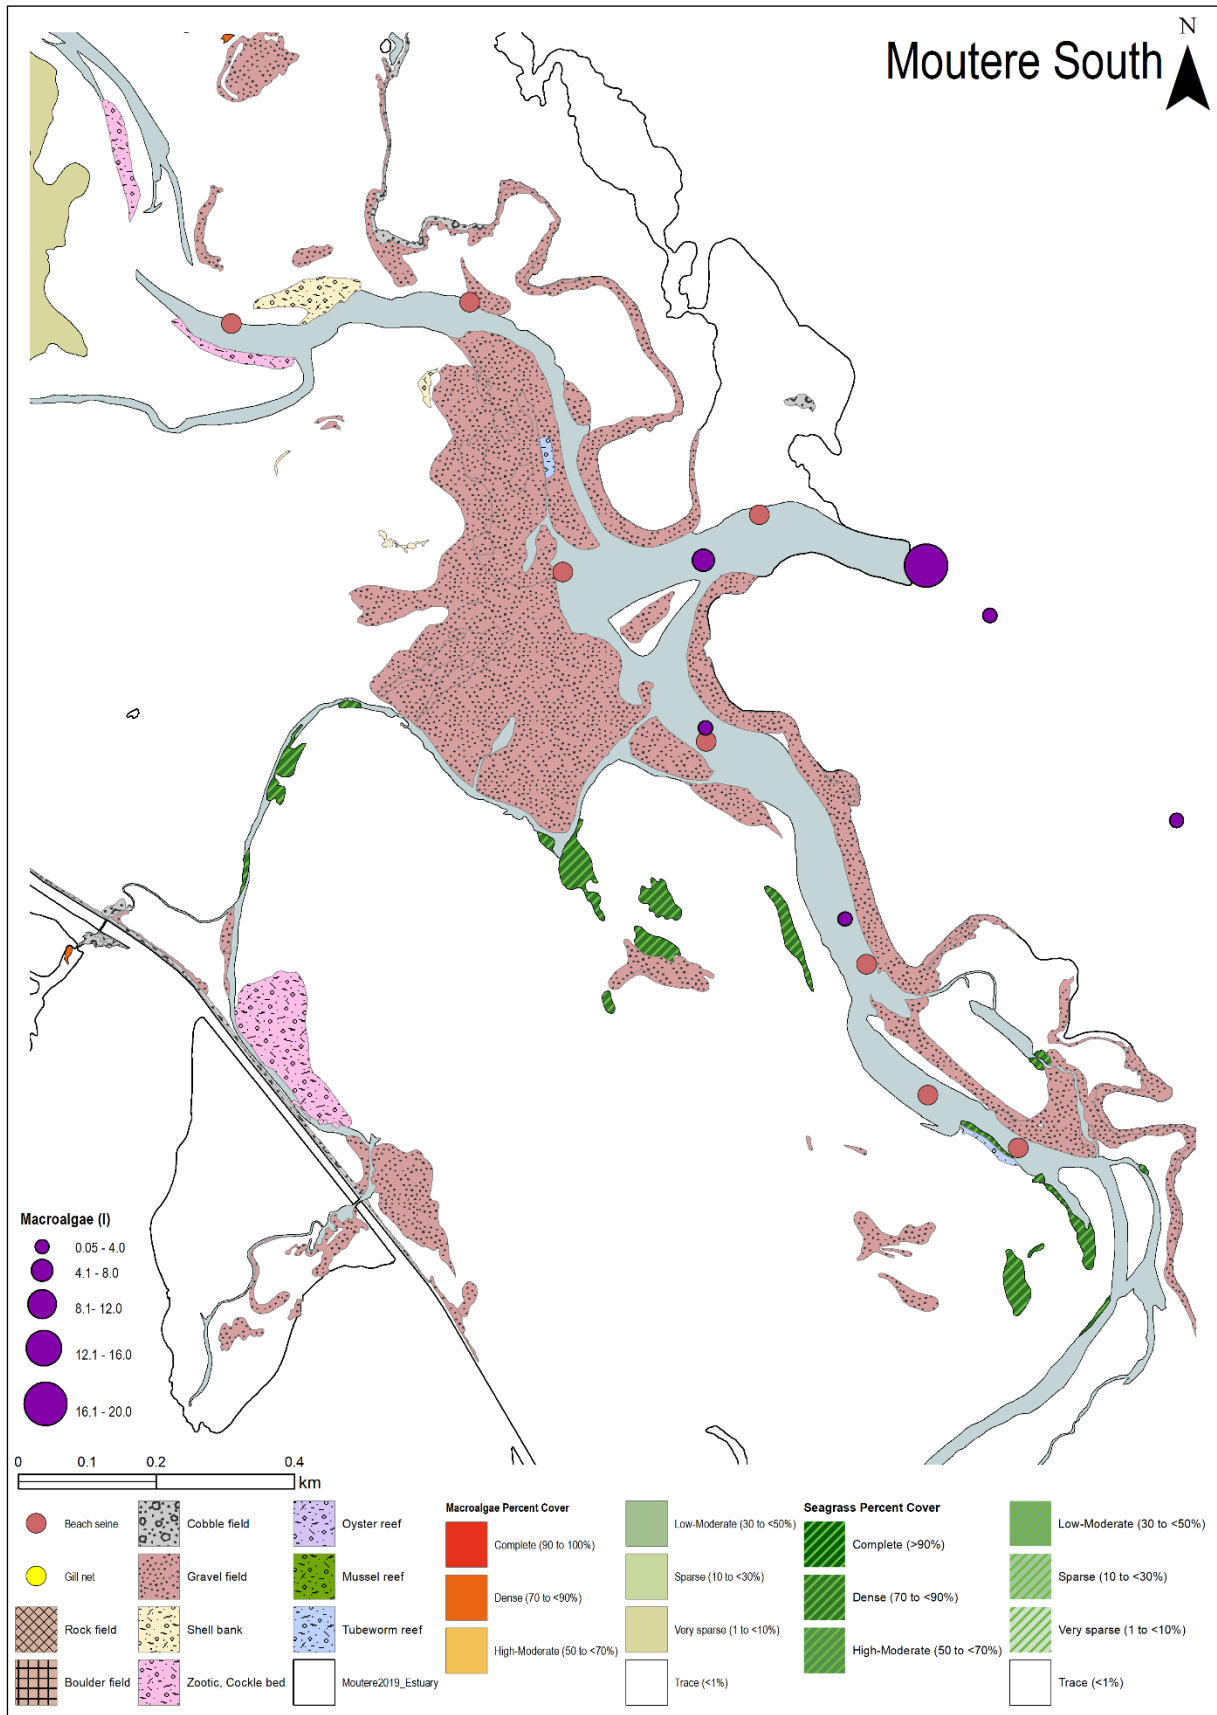 N
Moutere South
Macroalgae (I)
0.05 - 4.0
4.1 - 8.0
8.1- 12.0
12.1 - 16.0
16.1 - 20.0
0 0.1 0.2 0.4
km
Beach seine
Gill net
Rock field
Boulder field
Cobble field
Gravel field
Shell bank
Zootic, Cockle bed
Oyster reef
Mussel reef
Tubeworm reef
Moutere2019_Estuary
Macroalgae Percent Cover
Complete (90 to 100%)
Dense (70 to <90%)
High-Moderate (50 to <70%)
Low-Moderate (30 to <50%)
Sparse (10 to <30%)
Very sparse (1 to <10%)
Trace (<1%)
Seagrass Percent Cover
Complete (>90%)
Dense (70 to <90%)
High-Moderate (50 to <70%)
Low-Moderate (30 to <50%)
Sparse (10 to <30%)
Very sparse (1 to <10%)
Trace (<1%)